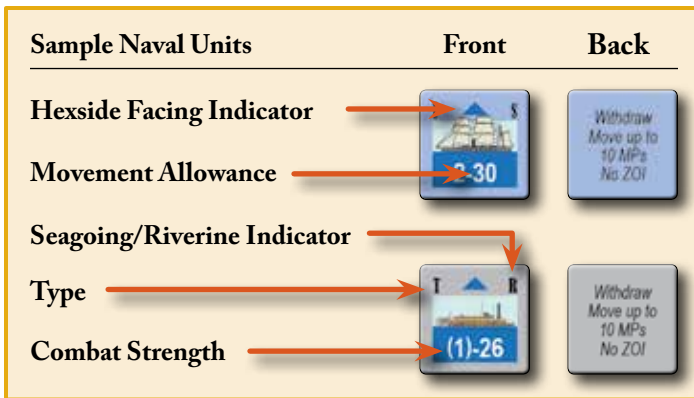 Sample Naval Units Front Back
Hexside Facing Indicator
S
Withdraw
Move up to
10 MPs
No ZOI
Movement Allowance
2-30
Seagoing/Riverine Indicator
Type
T R
Withdraw
Move up to
10 MPs
No ZOI
Combat Strength
(1)-26